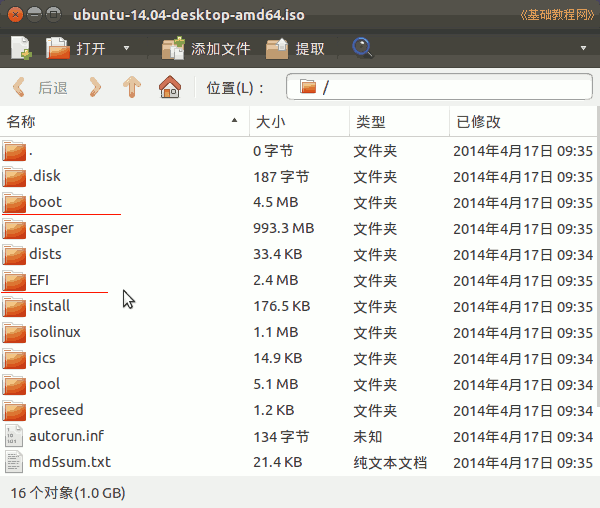 ubuntu-14.04-desktop-amd64.iso 《基础教程网》
打开 添加文件 提取
后退 位置(L)： /
名称 大小 类型 已修改
. 0 字节 文件夹 2014年4月17日 09:35
.disk 187 字节 文件夹 2014年4月17日 09:35
boot 4.5 MB 文件夹 2014年4月17日 09:35
casper 993.3 MB 文件夹 2014年4月17日 09:35
dists 33.4 KB 文件夹 2014年4月17日 09:34
EFI 2.4 MB 文件夹 2014年4月17日 09:35
install 176.5 KB 文件夹 2014年4月17日 09:34
isolinux 1.1 MB 文件夹 2014年4月17日 09:35
pics 14.9 KB 文件夹 2014年4月17日 09:34
pool 5.1 MB 文件夹 2014年4月17日 09:34
preseed 1.2 KB 文件夹 2014年4月17日 09:34
autorun.inf 134 字节 未知 2014年4月17日 09:34
md5sum.txt 21.4 KB 纯文本文档 2014年4月17日 09:35
16 个对象(1.0 GB)